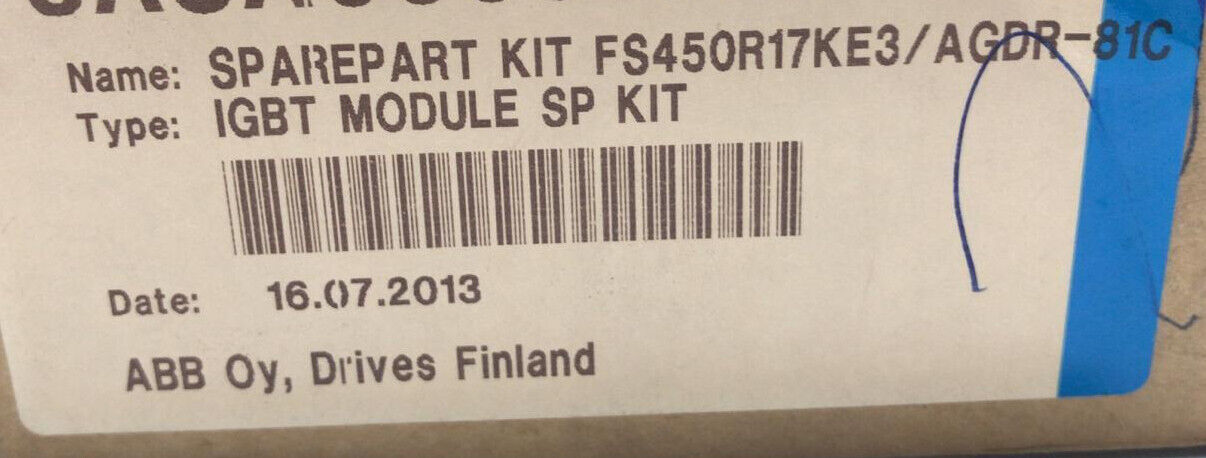 Name: SPAREPART KIT FS450R17KE3/AGDR-81C
Type: IGBT MODULE SP KIT
Date: 16.07.2013
ABB Oy, Drives Finland